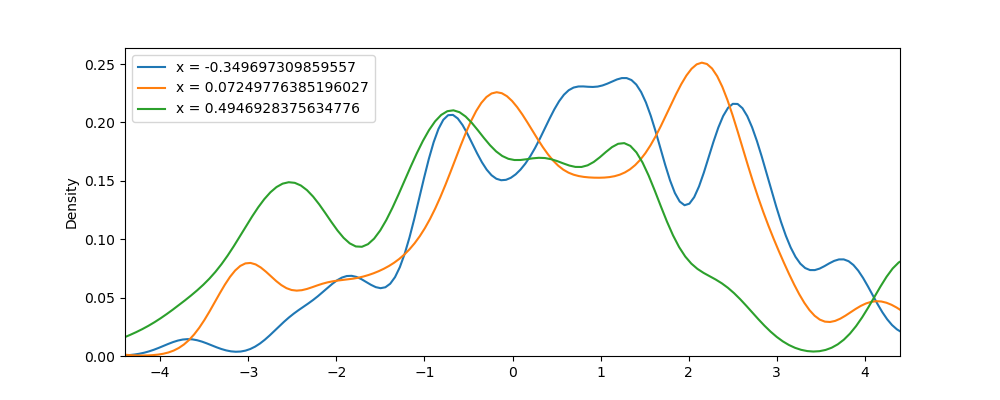 x = -0.349697309859557
x = 0.07249776385196027
x = 0.4946928375634776
0.25
0.20
0.15
0.10
0.05
0.00
Density
−4 −3 −2 −1 0 1 2 3 4